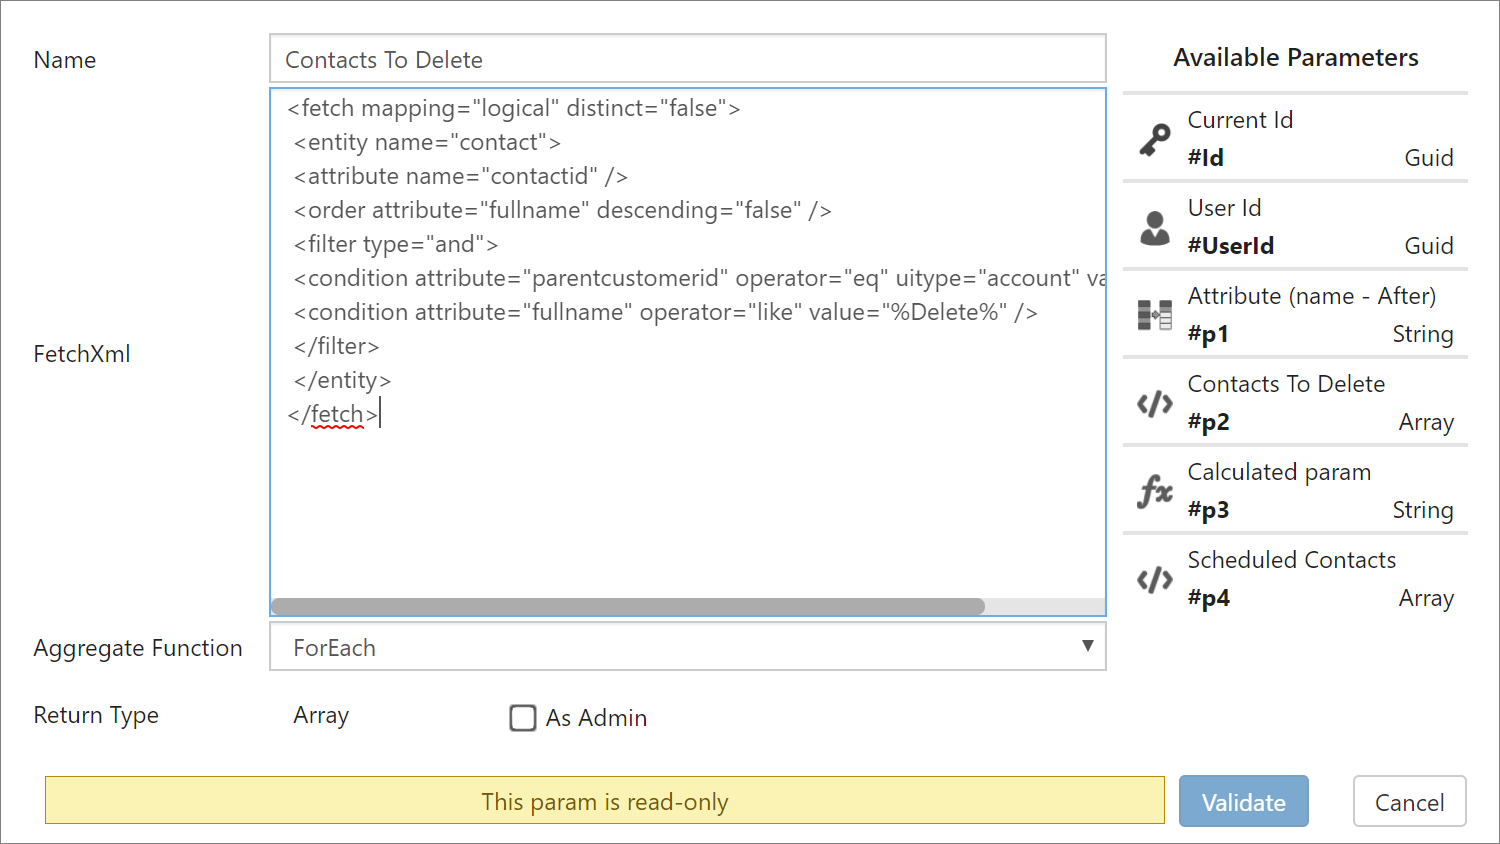 Name
Contacts To Delete
FetchXml
<fetch mapping="logical" distinct="false">
<entity name="contact">
<attribute name="contactid" />
<order attribute="fullname" descending="false" />
<filter type="and">
<condition attribute="parentcustomerid" operator="eq" uitype="account" va
<condition attribute="fullname" operator="like" value="%Delete%" />
</filter>
</entity>
</fetch>
Aggregate Function
ForEach
Return Type
Array
As Admin
Available Parameters
Current Id
#Id Guid
User Id
#UserId Guid
Attribute (name - After)
#p1 String
Contacts To Delete
#p2 Array
Calculated param
#p3 String
Scheduled Contacts
#p4 Array
This param is read-only
Validate
Cancel